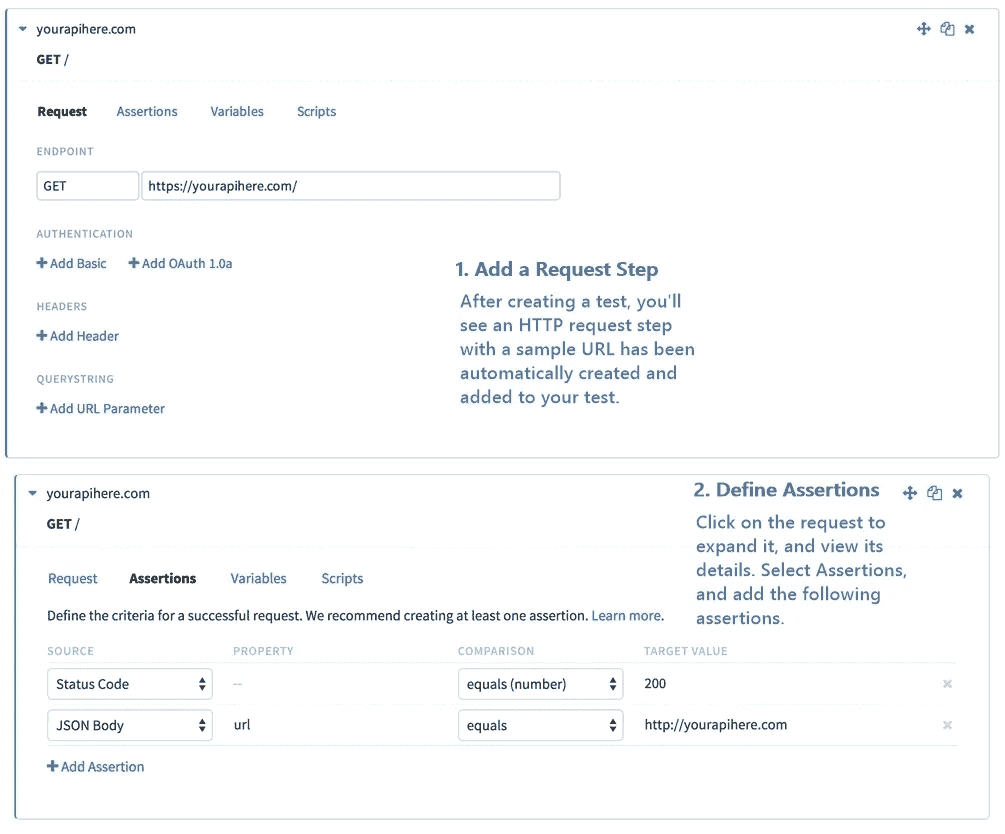 yourapihere.com
GET /
Request Assertions Variables Scripts
ENDPOINT
GET https://yourapihere.com/
AUTHENTICATION
Add Basic Add OAuth 1.0a
HEADERS
Add Header
QUERYSTRING
Add URL Parameter
1. Add a Request Step
After creating a test, you'll
see an HTTP request step
with a sample URL has been
automatically created and
added to your test.
yourapihere.com
GET /
2. Define Assertions
Click on the request to
expand it, and view its
details. Select Assertions,
and add the following
assertions.
Request Assertions Variables Scripts
Define the criteria for a successful request. We recommend creating at least one assertion. Learn more.
SOURCE PROPERTY COMPARISON TARGET VALUE
Status Code -- equals (number) 200
JSON Body url equals http://yourapihere.com
Add Assertion